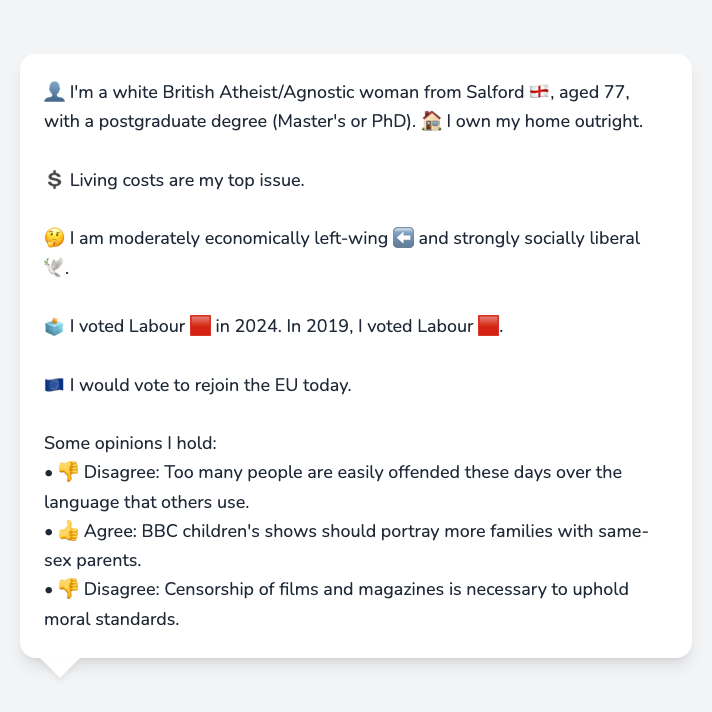 👤 I'm a white British Atheist/Agnostic woman from Salford 🏴󠁧󠁢󠁥󠁮󠁧󠁿, aged 77,
with a postgraduate degree (Master's or PhD). 🏠 I own my home outright.
💲 Living costs are my top issue.
🤔 I am moderately economically left-wing ⬅️ and strongly socially liberal
🕊️.
🗳️ I voted Labour 🟥 in 2024. In 2019, I voted Labour 🟥.
🇪🇺 I would vote to rejoin the EU today.
Some opinions I hold:
• 👎 Disagree: Too many people are easily offended these days over the
language that others use.
• 👍 Agree: BBC children's shows should portray more families with same-
sex parents.
• 👎 Disagree: Censorship of films and magazines is necessary to uphold
moral standards.